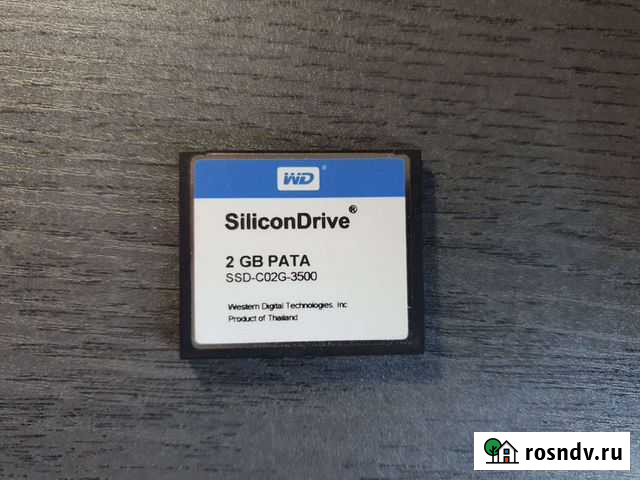 WD®
SiliconDrive®
2 GB PATA
SSD-C02G-3500
Western Digital Technologies, Inc
Product of Thailand
rosndv.ru